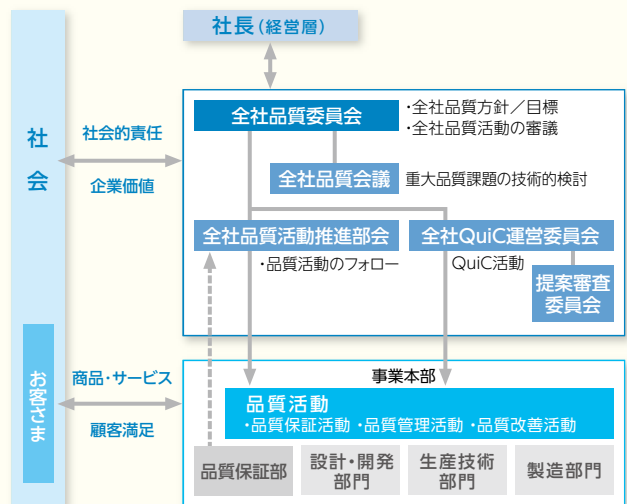 社長(経営層)
社会
社会的責任
企業価値
全社品質委員会
・全社品質方針／目標
・全社品質活動の審議
全社品質会議
重大品質課題の技術的検討
全社品質活動推進部会
・品質活動のフォロー
全社QuiC運営委員会
QuiC活動
提案審査
委員会
お客さま
商品・サービス
顧客満足
事業本部
品質活動
・品質保証活動 ・品質管理活動 ・品質改善活動
品質保証部
設計・開発
部門
生産技術
部門
製造部門